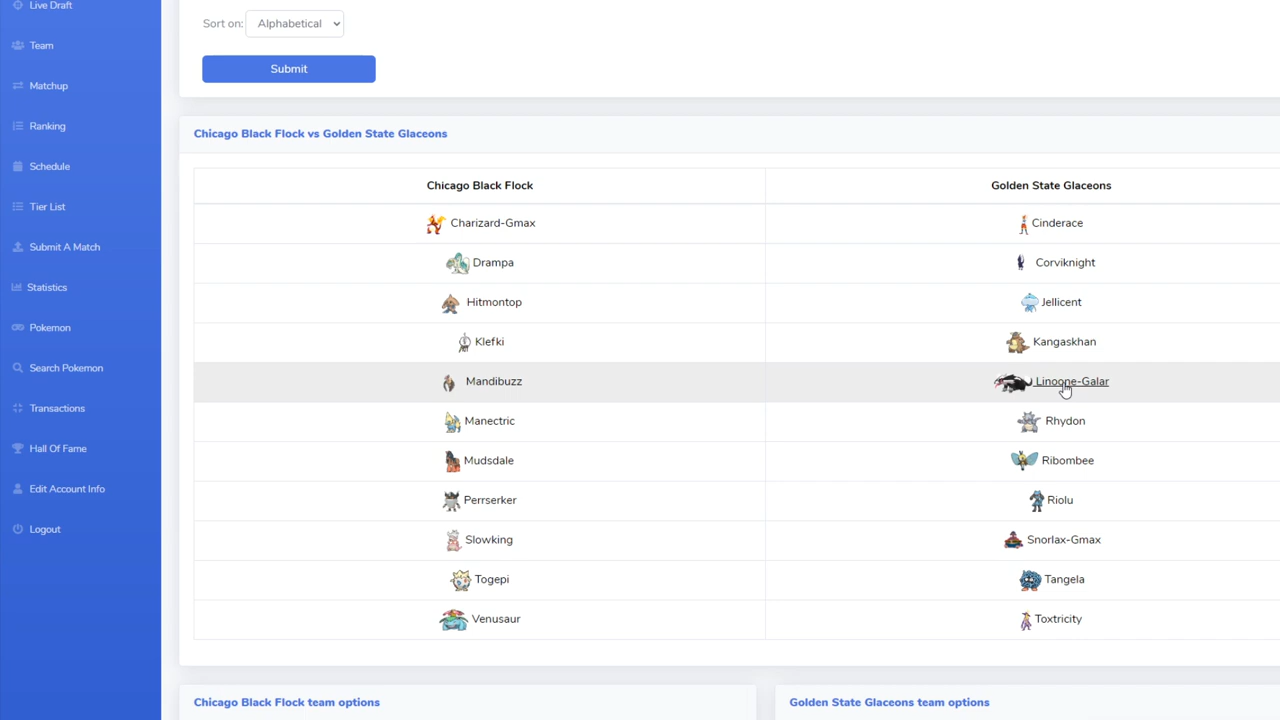 Live Draft
Team
Matchup
Ranking
Schedule
Tier List
Submit A Match
Statistics
Pokemon
Search Pokemon
Transactions
Hall Of Fame
Edit Account Info
Logout
Sort on: Alphabetical
Submit
Chicago Black Flock vs Golden State Glaceons
Chicago Black Flock Golden State Glaceons
Charizard-Gmax Cinderace
Drampa Corviknight
Hitmontop Jellicent
Klefki Kangaskhan
Mandibuzz Linoone-Galar
Manectric Rhydon
Mudsdale Ribombee
Perrserker Riolu
Slowking Snorlax-Gmax
Togepi Tangela
Venusaur Toxtricity
Chicago Black Flock team options Golden State Glaceons team options